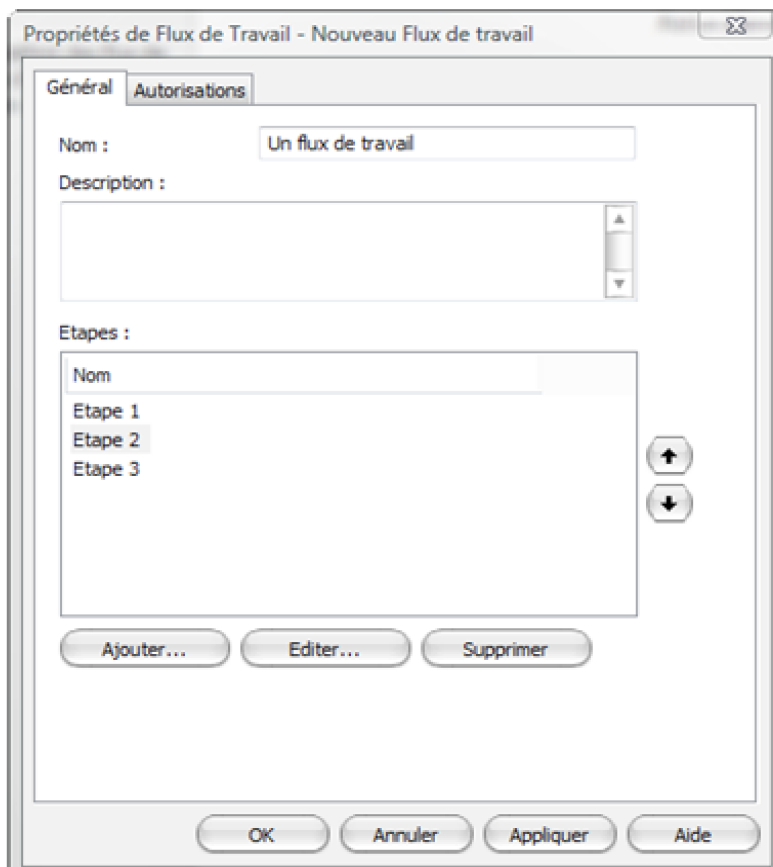 Propriétés de Flux de Travail - Nouveau Flux de travail
Général
Autorisations
Nom :
Un flux de travail
Description :
Etapes :
Nom
Etape 1
Etape 2
Etape 3
Ajouter...
Editer...
Supprimer
OK
Annuler
Appliquer
Aide